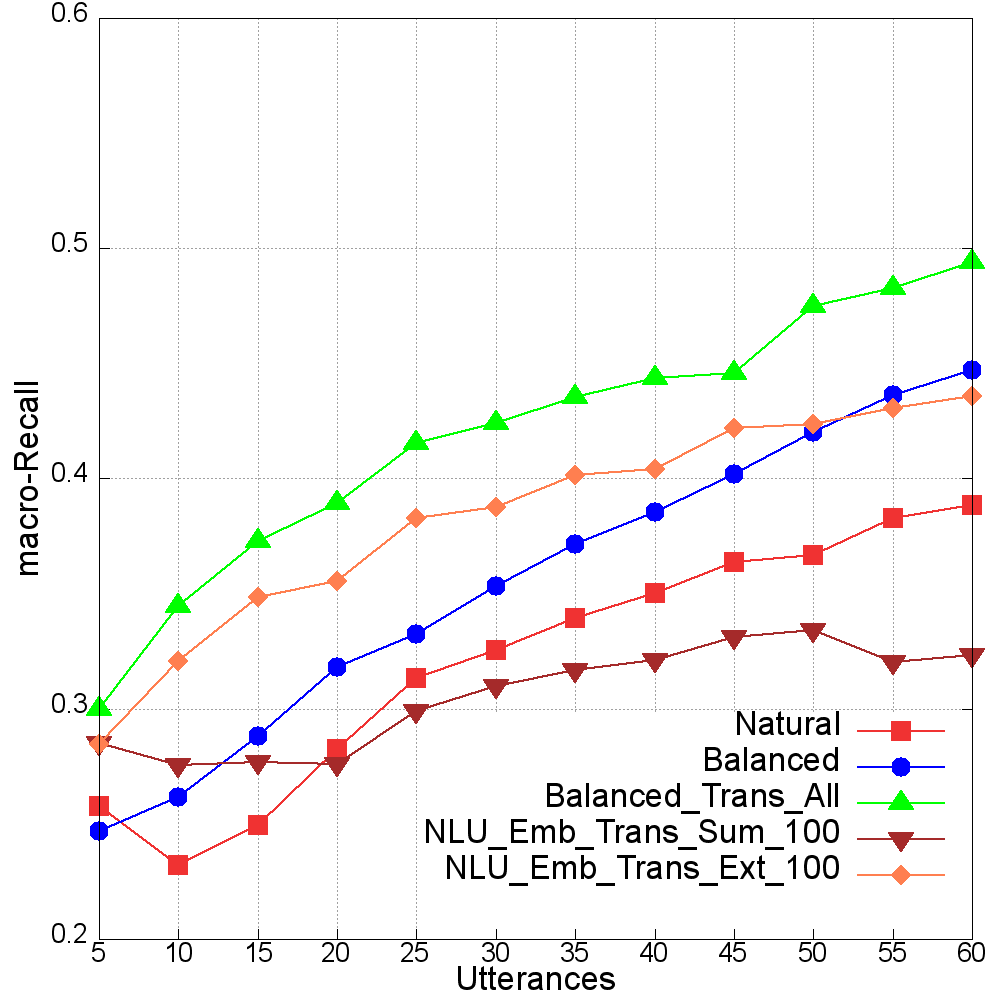 0.6
0.5
0.4
0.3
0.2
macro-Recall
Natural
Balanced
Balanced_Trans_All
NLU_Emb_Trans_Sum_100
NLU_Emb_Trans_Ext_100
5 10 15 20 25 30 35 40 45 50 55 60
Utterances